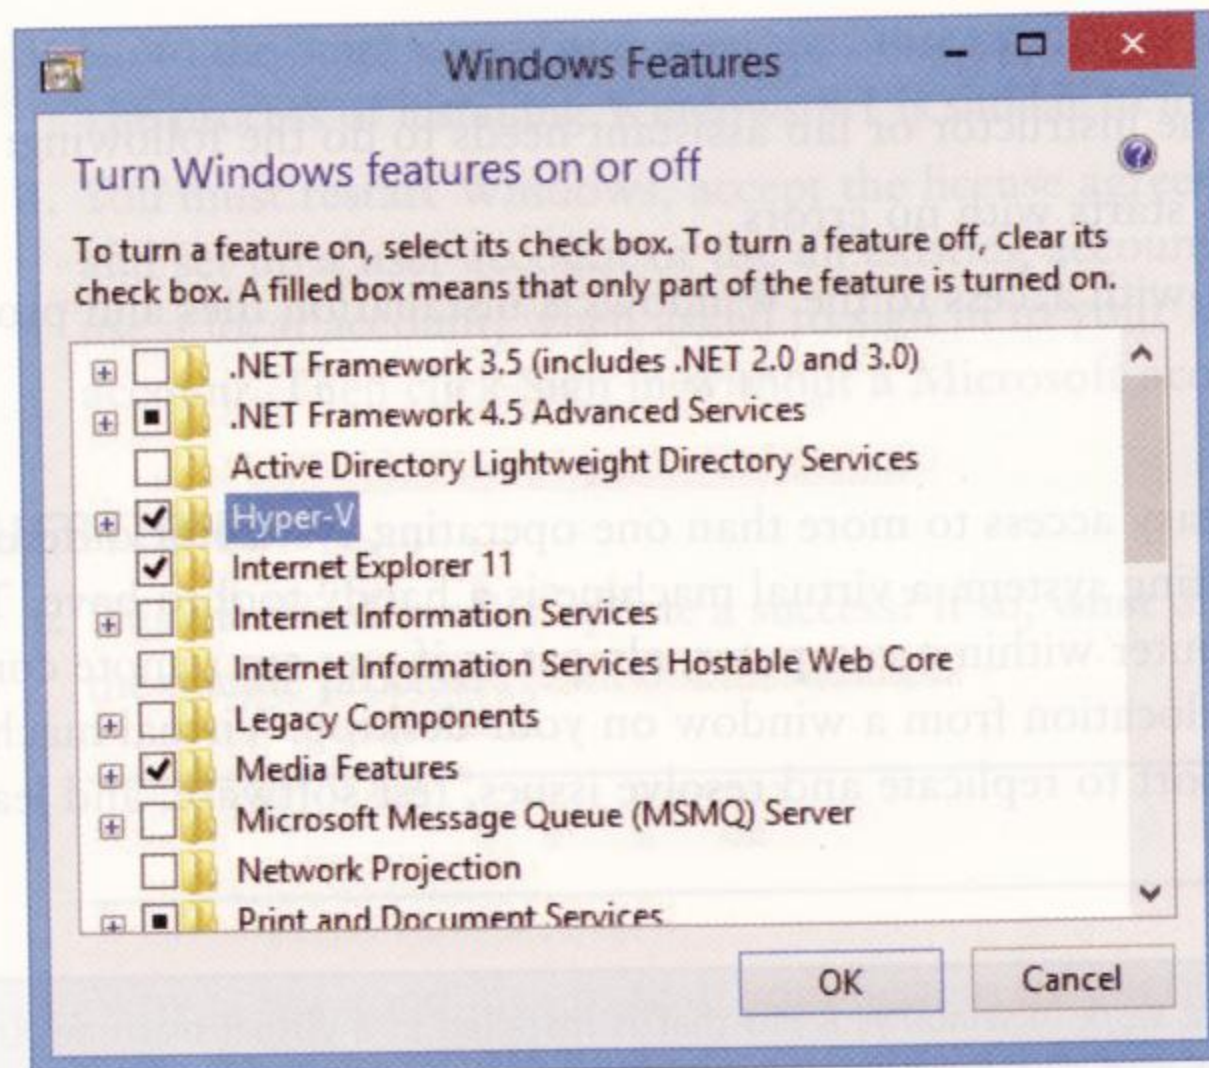 Windows Features
Turn Windows features on or off
To turn a feature on, select its check box. To turn a feature off, clear its
check box. A filled box means that only part of the feature is turned on.
.NET Framework 3.5 (includes .NET 2.0 and 3.0)
.NET Framework 4.5 Advanced Services
Active Directory Lightweight Directory Services
Hyper-V
Internet Explorer 11
Internet Information Services
Internet Information Services Hostable Web Core
Legacy Components
Media Features
Microsoft Message Queue (MSMQ) Server
Network Projection
Print and Document Services
OK
Cancel